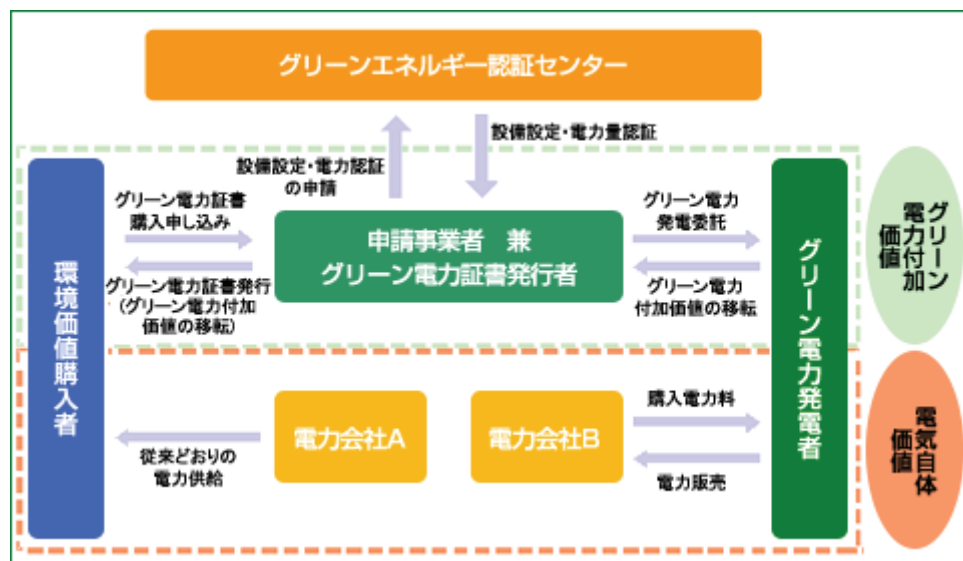 グリーンエネルギー認証センター
設備設定・電力量認証
設備設定・電力認証
の申請
グリーン電力証書
購入申し込み
グリーン電力
発電委託
申請事業者 兼
グリーン電力証書発行者
グリーン電力証書発行
(グリーン電力付加
価値の移転)
グリーン電力
付加価値の移転
環境価値購入者
グリーン電力発電者
グリーン
電力付加
価値
電力会社A
電力会社B
購入電力料
従来どおりの
電力供給
電力販売
電気自体
価値